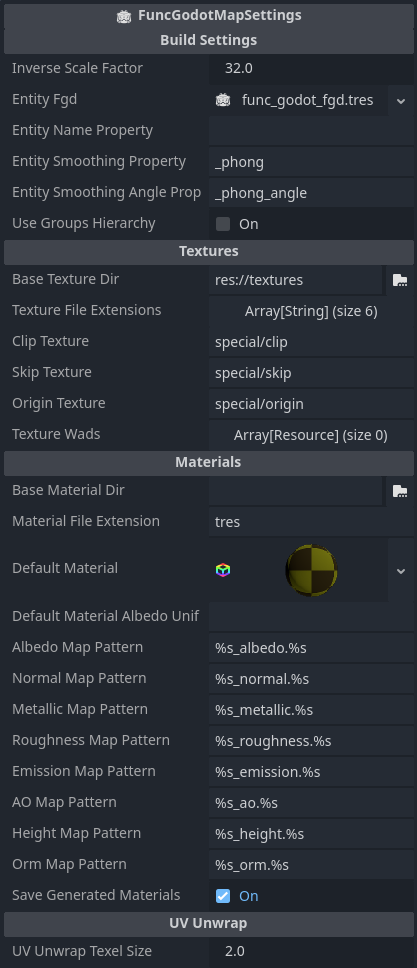 FuncGodotMapSettings
Build Settings
Inverse Scale Factor 32.0
Entity Fgd func_godot_fgd.tres
Entity Name Property
Entity Smoothing Property _phong
Entity Smoothing Angle Prop _phong_angle
Use Groups Hierarchy On
Textures
Base Texture Dir res://textures
Texture File Extensions Array[String] (size 6)
Clip Texture special/clip
Skip Texture special/skip
Origin Texture special/origin
Texture Wads Array[Resource] (size 0)
Materials
Base Material Dir
Material File Extension tres
Default Material
Default Material Albedo Unif
Albedo Map Pattern %s_albedo.%s
Normal Map Pattern %s_normal.%s
Metallic Map Pattern %s_metallic.%s
Roughness Map Pattern %s_roughness.%s
Emission Map Pattern %s_emission.%s
AO Map Pattern %s_ao.%s
Height Map Pattern %s_height.%s
Orm Map Pattern %s_orm.%s
Save Generated Materials On
UV Unwrap
UV Unwrap Texel Size 2.0